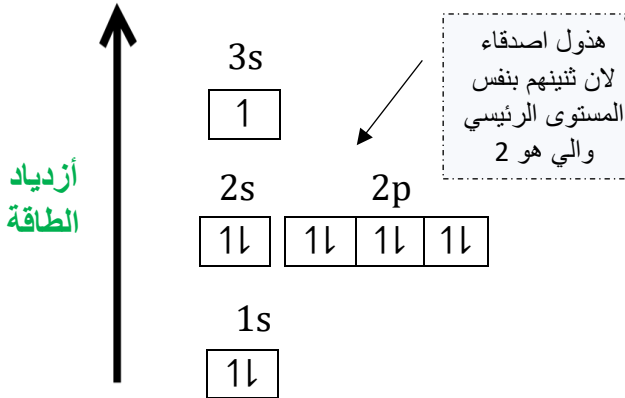 هذول اصدقاء
لان ثنينهم بنفس
المستوى الرئيسي
والي هو 2
3s
1
أزدياد
الطاقة
2s 2p
1⇂ 1⇂ 1⇂ 1⇂
1s
1⇂